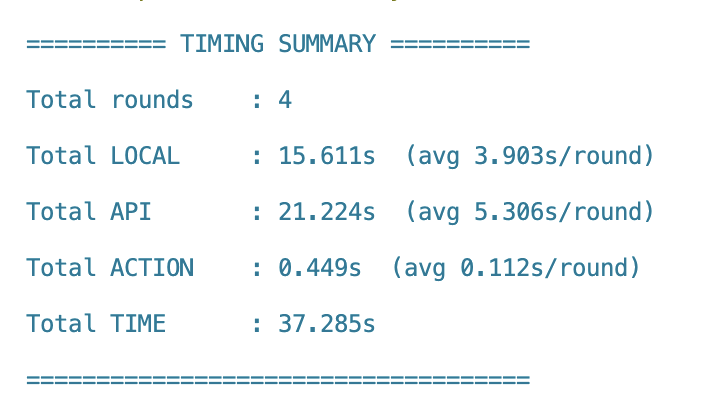 ========== TIMING SUMMARY ==========
Total rounds    : 4
Total LOCAL     : 15.611s  (avg 3.903s/round)
Total API       : 21.224s  (avg 5.306s/round)
Total ACTION    : 0.449s  (avg 0.112s/round)
Total TIME      : 37.285s
====================================